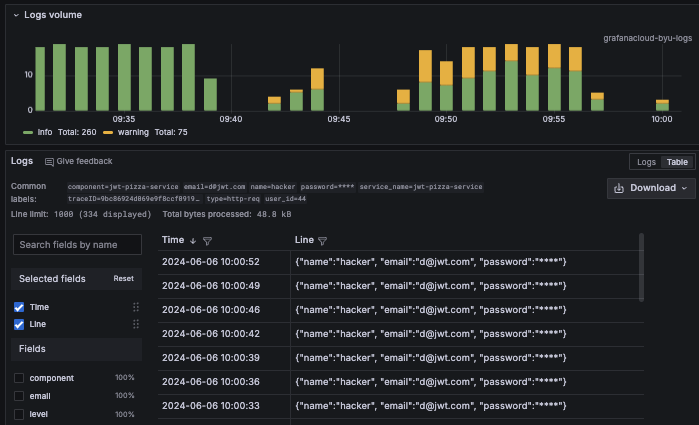 Logs volume
grafanacloud-byu-logs
10
0
09:35 09:40 09:45 09:50 09:55 10:00
info Total: 260 warning Total: 75
Logs Give feedback Logs Table
Common labels: component=jwt-pizza-service email=d@jwt.com name=hacker password=**** service_name=jwt-pizza-service
traceID=9bc86924d869e9f8ccf0919… type=http-req user_id=44
Download
Line limit: 1000 (334 displayed) Total bytes processed: 48.8 kB
Search fields by name
Selected fields Reset
Time
Line
Fields
component 100%
email 100%
level 100%
Time Line
2024-06-06 10:00:52 {"name":"hacker", "email":"d@jwt.com", "password":"****"}
2024-06-06 10:00:49 {"name":"hacker", "email":"d@jwt.com", "password":"****"}
2024-06-06 10:00:46 {"name":"hacker", "email":"d@jwt.com", "password":"****"}
2024-06-06 10:00:42 {"name":"hacker", "email":"d@jwt.com", "password":"****"}
2024-06-06 10:00:39 {"name":"hacker", "email":"d@jwt.com", "password":"****"}
2024-06-06 10:00:36 {"name":"hacker", "email":"d@jwt.com", "password":"****"}
2024-06-06 10:00:33 {"name":"hacker", "email":"d@jwt.com", "password":"****"}